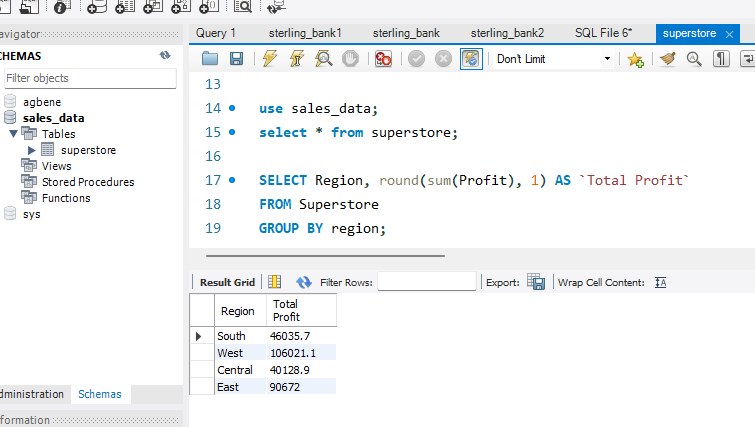 Query 1 sterling_bank1 sterling_bank sterling_bank2 SQL File 6* superstore
avigator
CHEMAS
Filter objects
agbene
sales_data
Tables
superstore
Views
Stored Procedures
Functions
sys
dministration Schemas
formation
Don't Limit
13
14 use sales_data;
15 select * from superstore;
16
17 SELECT Region, round(sum(Profit), 1) AS `Total Profit`
18 FROM Superstore
19 GROUP BY region;
Result Grid Filter Rows: Export: Wrap Cell Content: IA
Region Total
Profit
South 46035.7
West 106021.1
Central 40128.9
East 90672